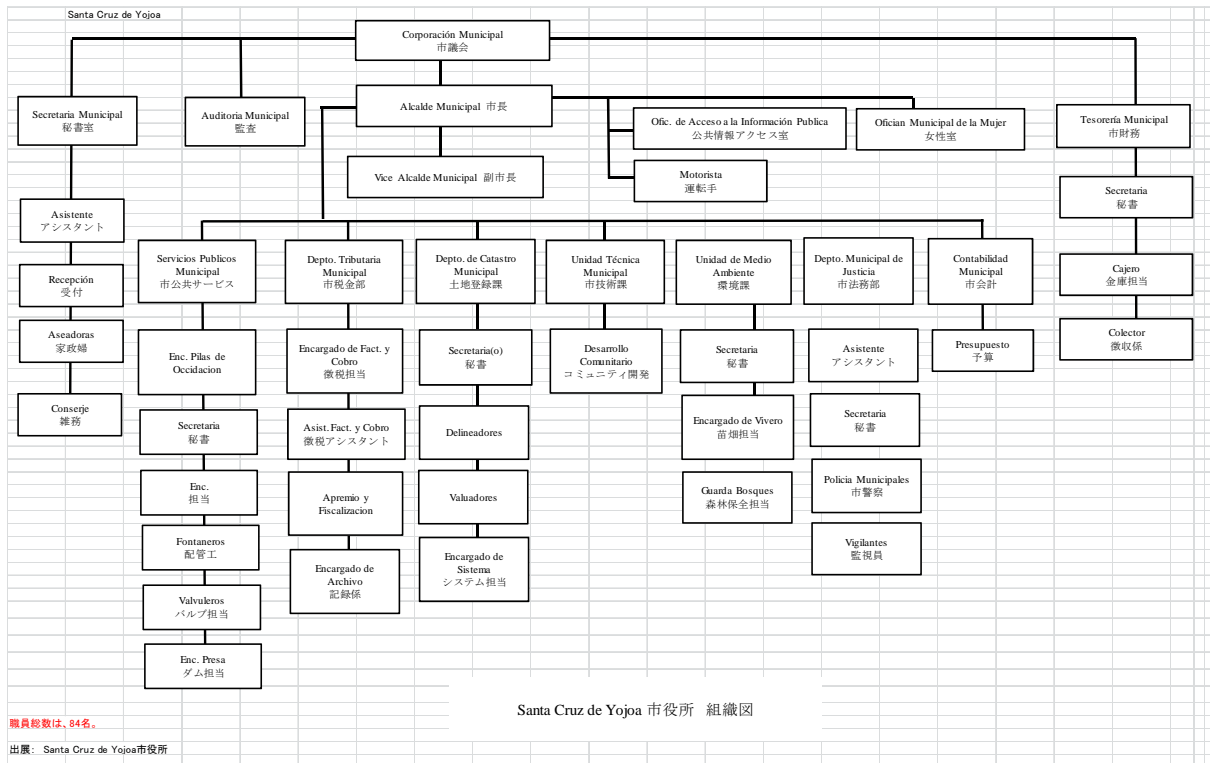 Santa Cruz de Yojoa
Corporación Municipal
市議会
Secretaria Municipal
秘書室
Auditoria Municipal
監査
Alcalde Municipal 市長
Ofic. de Acceso a la Información Publica
公共情報アクセス室
Ofician Municipal de la Mujer
女性室
Tesorería Municipal
市財務
Vice Alcalde Municipal 副市長
Motorista
運転手
Secretaria
秘書
Asistente
アシスタント
Servicios Publicos
Municipal
市公共サービス
Depto. Tributaria
Municipal
市税金部
Depto. de Catastro
Municipal
土地登録課
Unidad Técnica
Municipal
市技術課
Unidad de Medio
Ambiente
環境課
Depto. Municipal de
Justicia
市法務部
Contabilidad
Municipal
市会計
Recepción
受付
Cajero
金庫担当
Aseadoras
家政婦
Enc. Pilas de
Occidacion
Encargado de Fact. y
Cobro
徴税担当
Secretaria(o)
秘書
Desarrollo
Comunitario
コミュニティ開発
Secretaria
秘書
Asistente
アシスタント
Presupuesto
予算
Colector
徴収係
Conserje
雑務
Secretaria
秘書
Asist. Fact. y Cobro
徴税アシスタント
Delineadores
Encargado de Vivero
苗畑担当
Secretaria
秘書
Enc.
担当
Apremio y
Fiscalizacion
Valuadores
Guarda Bosques
森林保全担当
Policia Municipales
市警察
Fontaneros
配管工
Encargado de
Archivo
記録係
Encargado de
Sistema
システム担当
Vigilantes
監視員
Valvuleros
バルブ担当
Enc. Presa
ダム担当
Santa Cruz de Yojoa 市役所 組織図
職員総数は、84名。
出展: Santa Cruz de Yojoa市役所